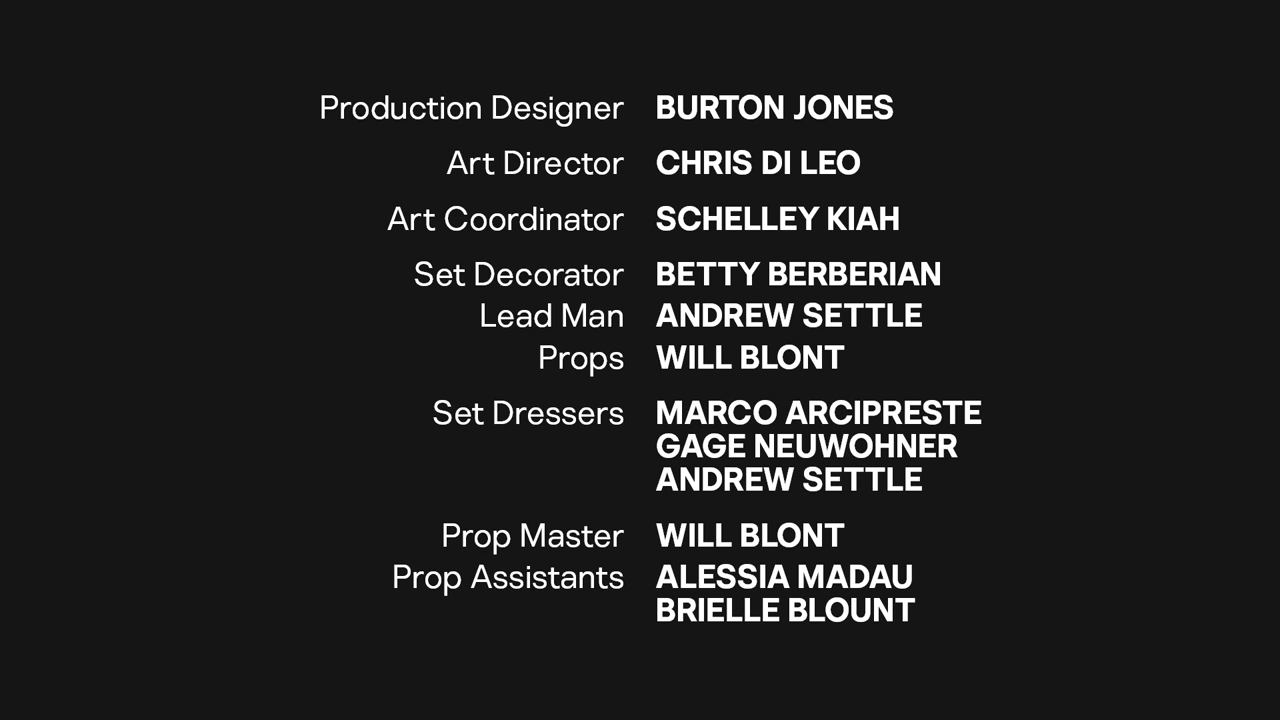 Production Designer BURTON JONES
Art Director CHRIS DI LEO
Art Coordinator SCHELLEY KIAH
Set Decorator BETTY BERBERIAN
Lead Man ANDREW SETTLE
Props WILL BLONT
Set Dressers MARCO ARCIPRESTE
GAGE NEUWOHNER
ANDREW SETTLE
Prop Master WILL BLONT
Prop Assistants ALESSIA MADAU
BRIELLE BLOUNT